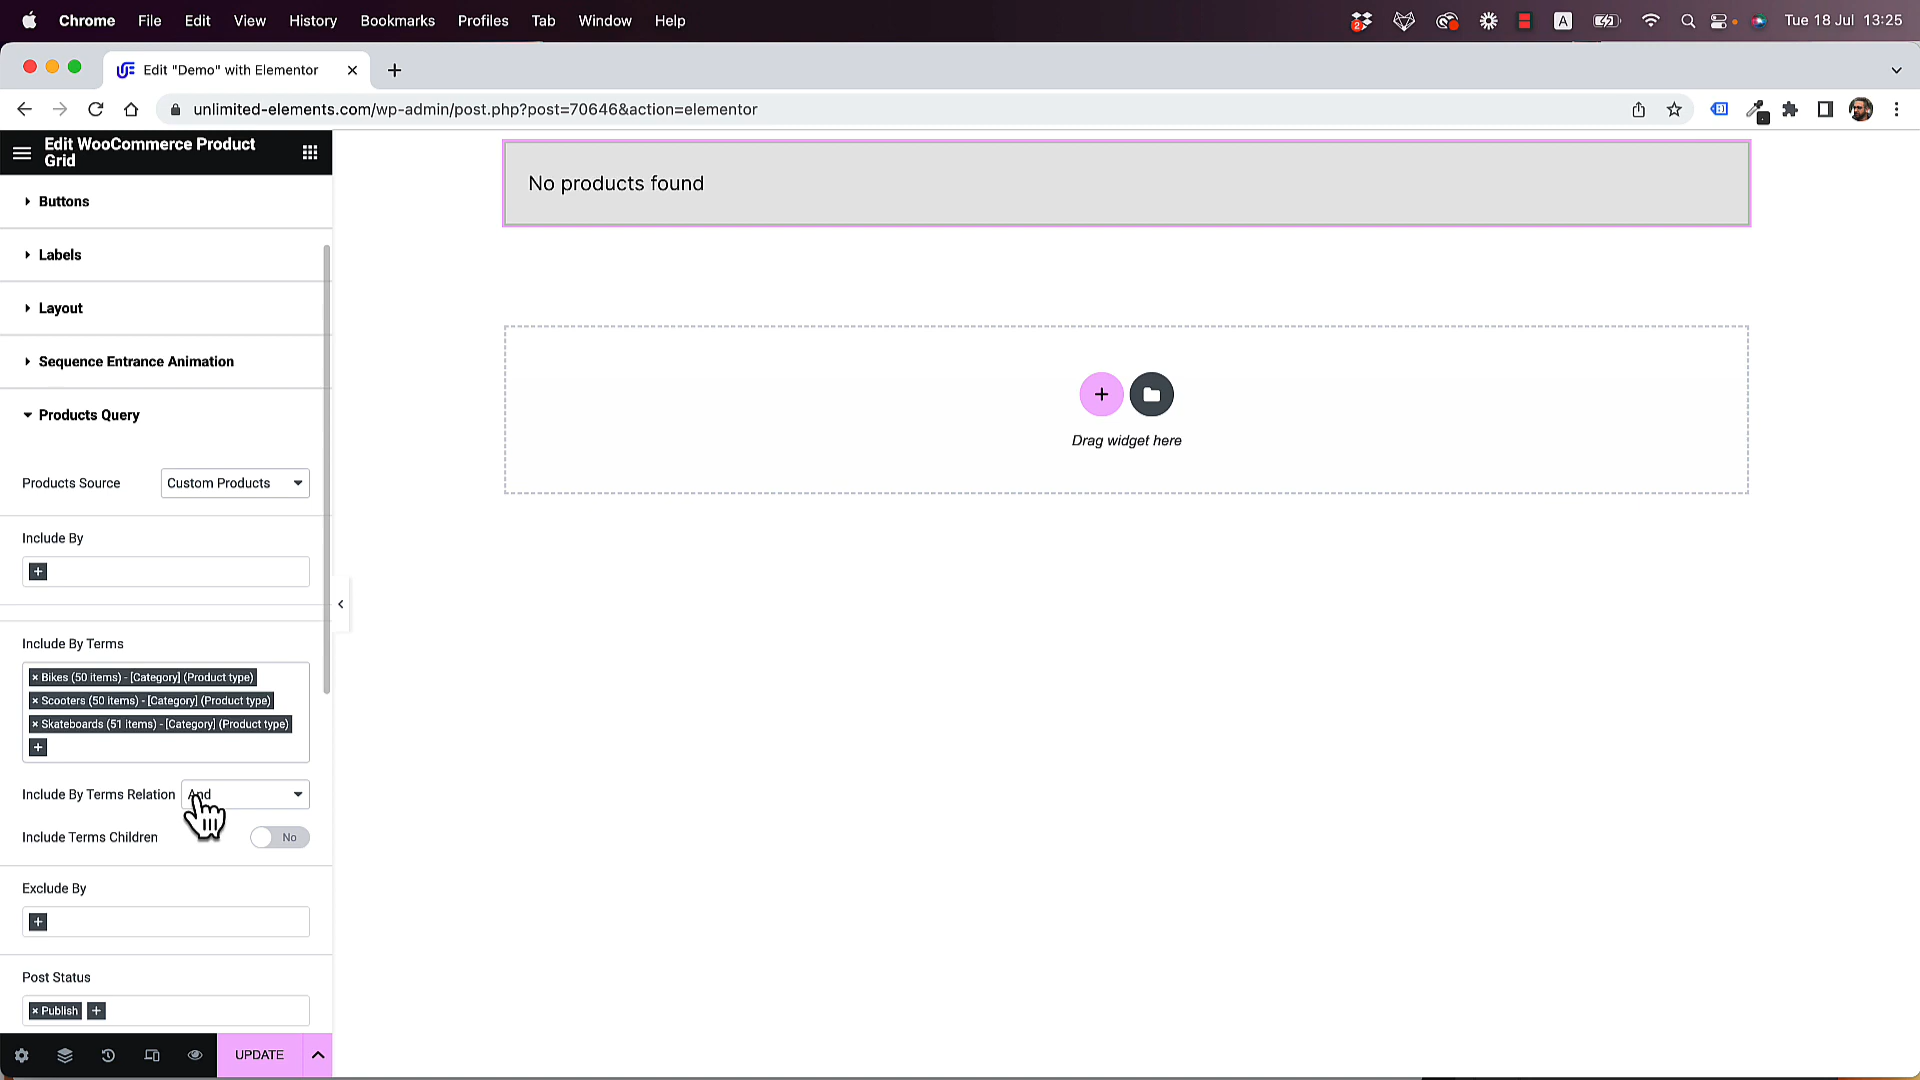 Chrome File Edit View History Bookmarks Profiles Tab Window Help
2 A Tue 18 Jul 13:25
Edit "Demo" with Elementor
unlimited-elements.com/wp-admin/post.php?post=70646&action=elementor
Edit WooCommerce Product
Grid
Buttons
Labels
Layout
Sequence Entrance Animation
Products Query
Products Source Custom Products
Include By
Include By Terms
× Bikes (50 items) - [Category] (Product type)
× Scooters (50 items) - [Category] (Product type)
× Skateboards (51 items) - [Category] (Product type)
Include By Terms Relation And
Include Terms Children No
Exclude By
Post Status
× Publish
UPDATE
No products found
Drag widget here